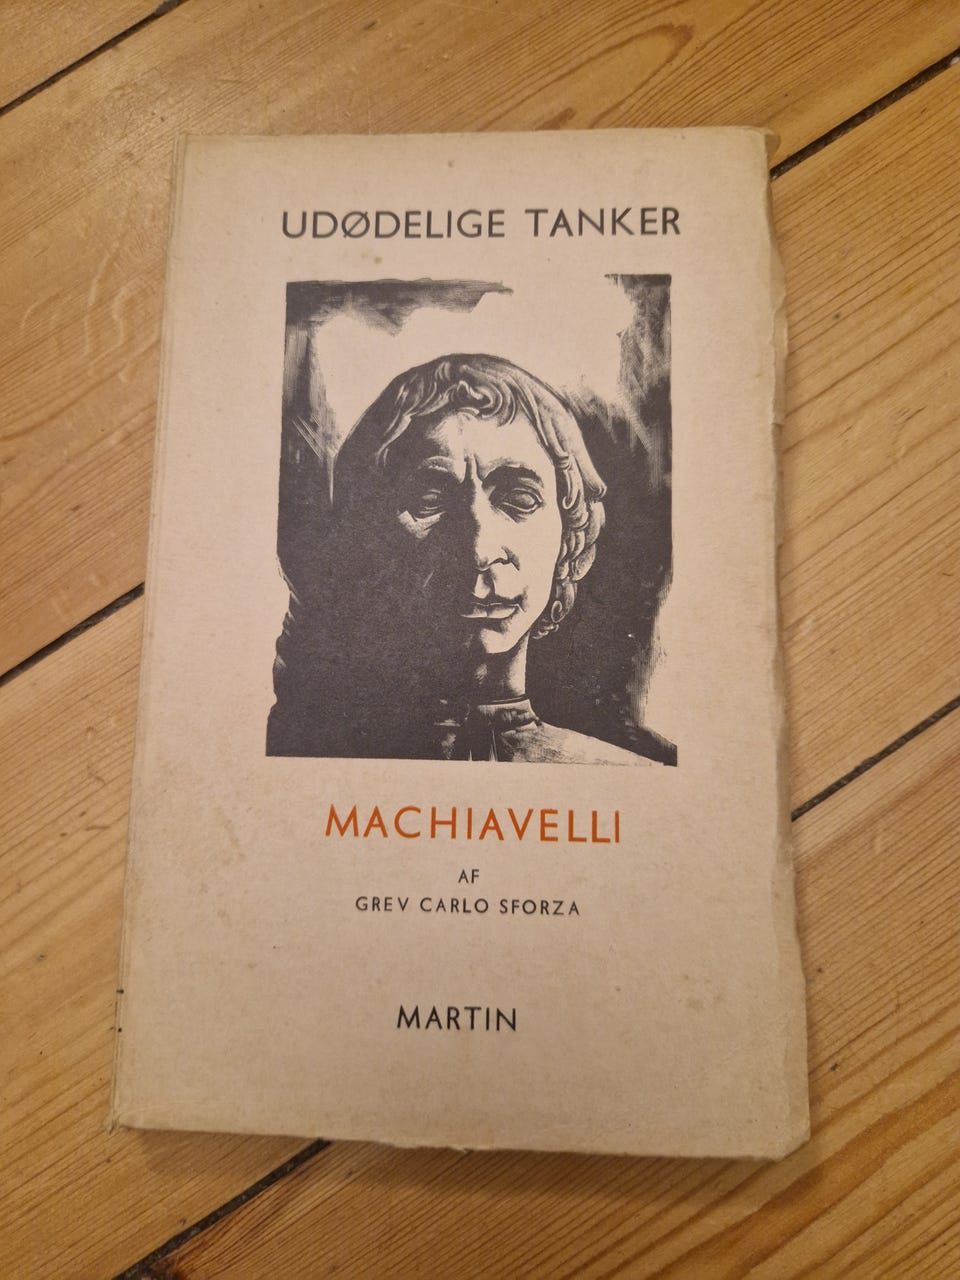 UDØDELIGE TANKER
MACHIAVELLI
AF
GREV CARLO SFORZA
MARTIN